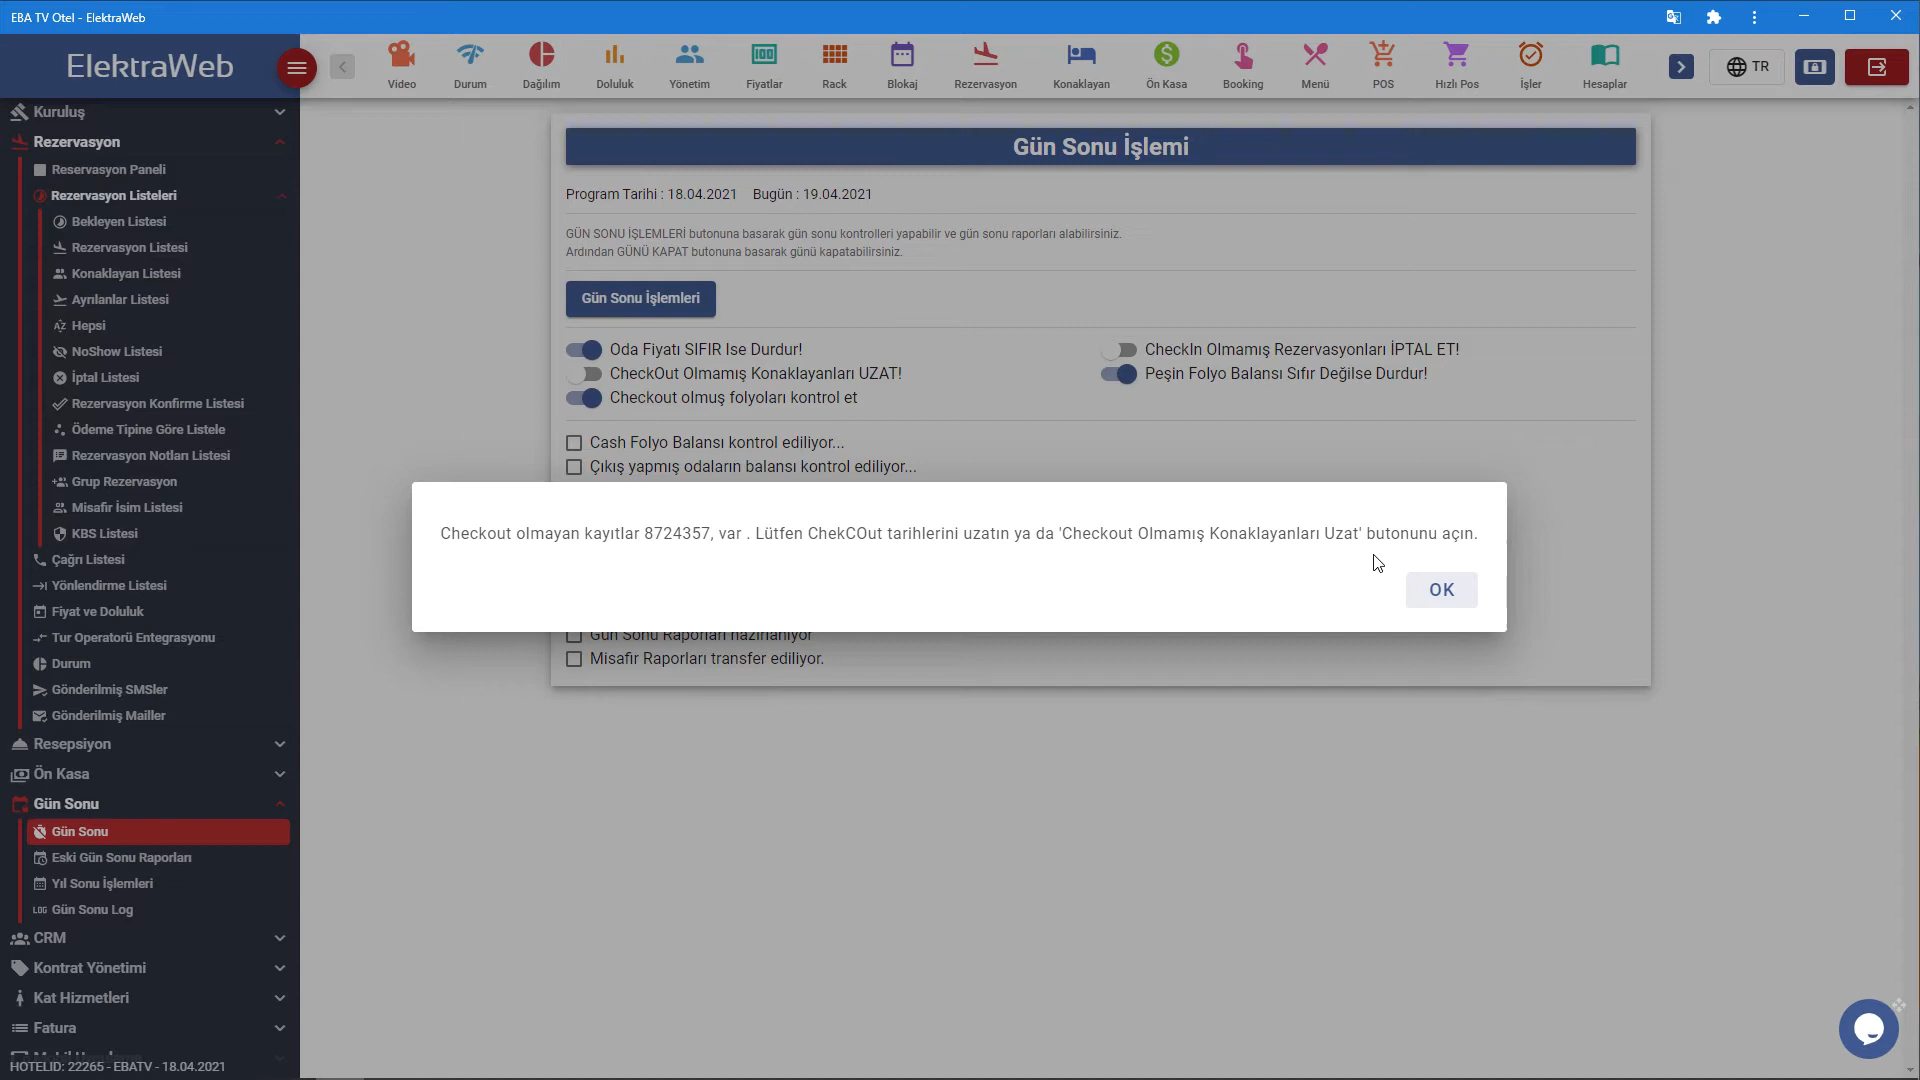 EBA TV Otel - ElektraWeb
ElektraWeb
Video
Durum
Dağılım
Doluluk
Yönetim
Fiyatlar
Rack
Blokaj
Rezervasyon
Konaklayan
Ön Kasa
Booking
Menü
POS
Hızlı Pos
İşler
Hesaplar
TR
Kuruluş
Rezervasyon
Reservasyon Paneli
Rezervasyon Listeleri
Bekleyen Listesi
Rezervasyon Listesi
Konaklayan Listesi
Ayrılanlar Listesi
Hepsi
NoShow Listesi
İptal Listesi
Rezervasyon Konfirme Listesi
Ödeme Tipine Göre Listele
Rezervasyon Notları Listesi
Grup Rezervasyon
Misafir İsim Listesi
KBS Listesi
Çağrı Listesi
Yönlendirme Listesi
Fiyat ve Doluluk
Tur Operatorü Entegrasyonu
Durum
Gönderilmiş SMSler
Gönderilmiş Mailler
Resepsiyon
Ön Kasa
Gün Sonu
Gün Sonu
Eski Gün Sonu Raporları
Yıl Sonu İşlemleri
LOG Gün Sonu Log
CRM
Kontrat Yönetimi
Kat Hizmetleri
Fatura
HOTELID: 22265 - EBATV - 18.04.2021
Gün Sonu İşlemi
Program Tarihi : 18.04.2021 Bugün : 19.04.2021
GÜN SONU İŞLEMLERİ butonuna basarak gün sonu kontrolleri yapabilir ve gün sonu raporları alabilirsiniz.
Ardından GÜNÜ KAPAT butonuna basarak günü kapatabilirsiniz.
Gün Sonu İşlemleri
Oda Fiyatı SIFIR Ise Durdur!
CheckIn Olmamış Rezervasyonları İPTAL ET!
CheckOut Olmamış Konaklayanları UZAT!
Peşin Folyo Balansı Sıfır Değilse Durdur!
Checkout olmuş folyoları kontrol et
Cash Folyo Balansı kontrol ediliyor...
Çıkış yapmış odaların balansı kontrol ediliyor...
Checkout olmayan kayıtlar 8724357, var . Lütfen ChekCOut tarihlerini uzatın ya da 'Checkout Olmamış Konaklayanları Uzat' butonunu açın.
OK
Gün Sonu Raporları hazırlanıyor
Misafir Raporları transfer ediliyor.